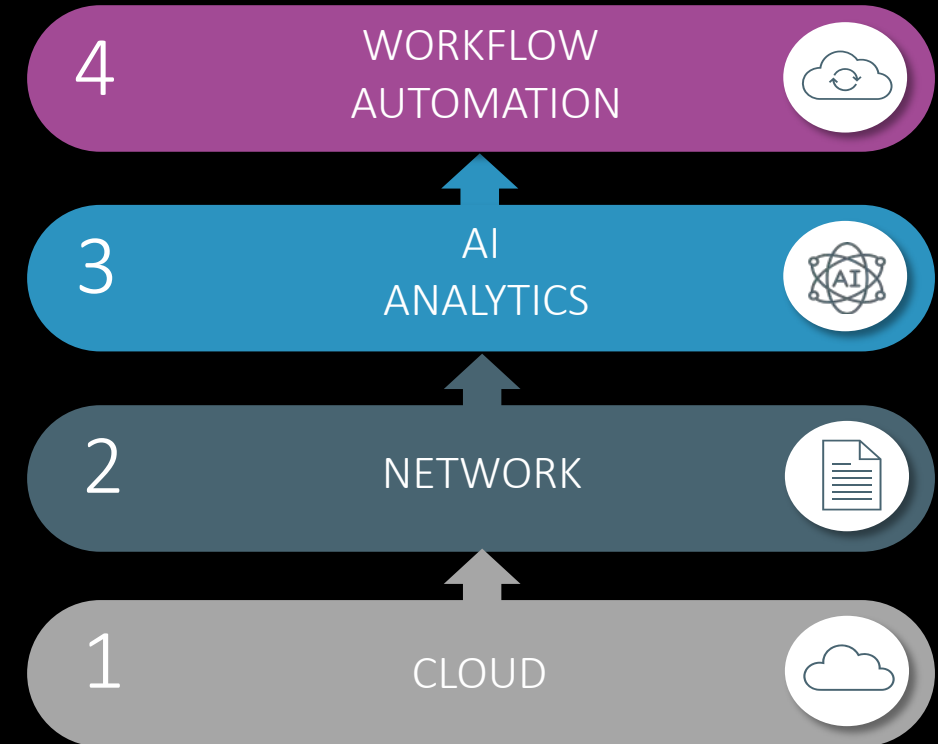 4
WORKFLOW
AUTOMATION
3
AI
ANALYTICS
AI
2
NETWORK
1
CLOUD